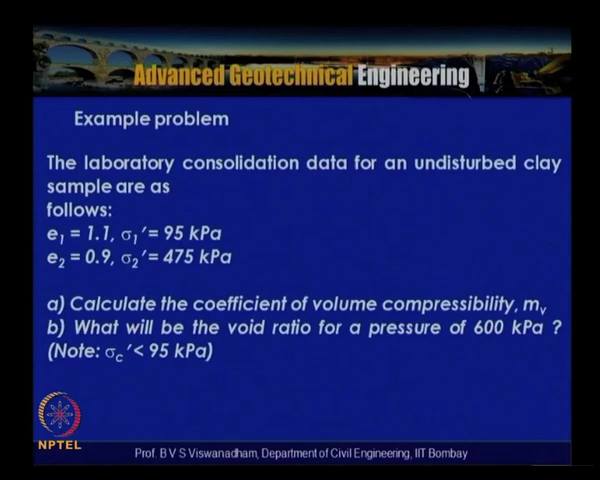 Advanced Geotechnical Engineering
Example problem
The laboratory consolidation data for an undisturbed clay
sample are as
follows:
e₁ = 1.1, σ₁′= 95 kPa
e₂ = 0.9, σ₂′= 475 kPa
a) Calculate the coefficient of volume compressibility, mᵥ
b) What will be the void ratio for a pressure of 600 kPa ?
(Note: σc′< 95 kPa)
NPTEL
Prof. B V S Viswanadham, Department of Civil Engineering, IIT Bombay